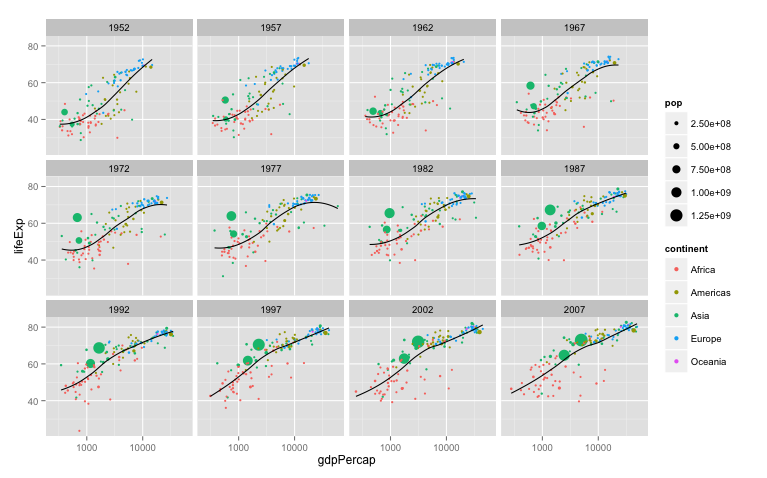 1952 1957 1962 1967
80
60
40
1972 1977 1982 1987
80
60
40
1992 1997 2002 2007
80
60
40
1000 10000 1000 10000 1000 10000 1000 10000
gdpPercap
lifeExp
pop
2.50e+08
5.00e+08
7.50e+08
1.00e+09
1.25e+09
continent
Africa
Americas
Asia
Europe
Oceania